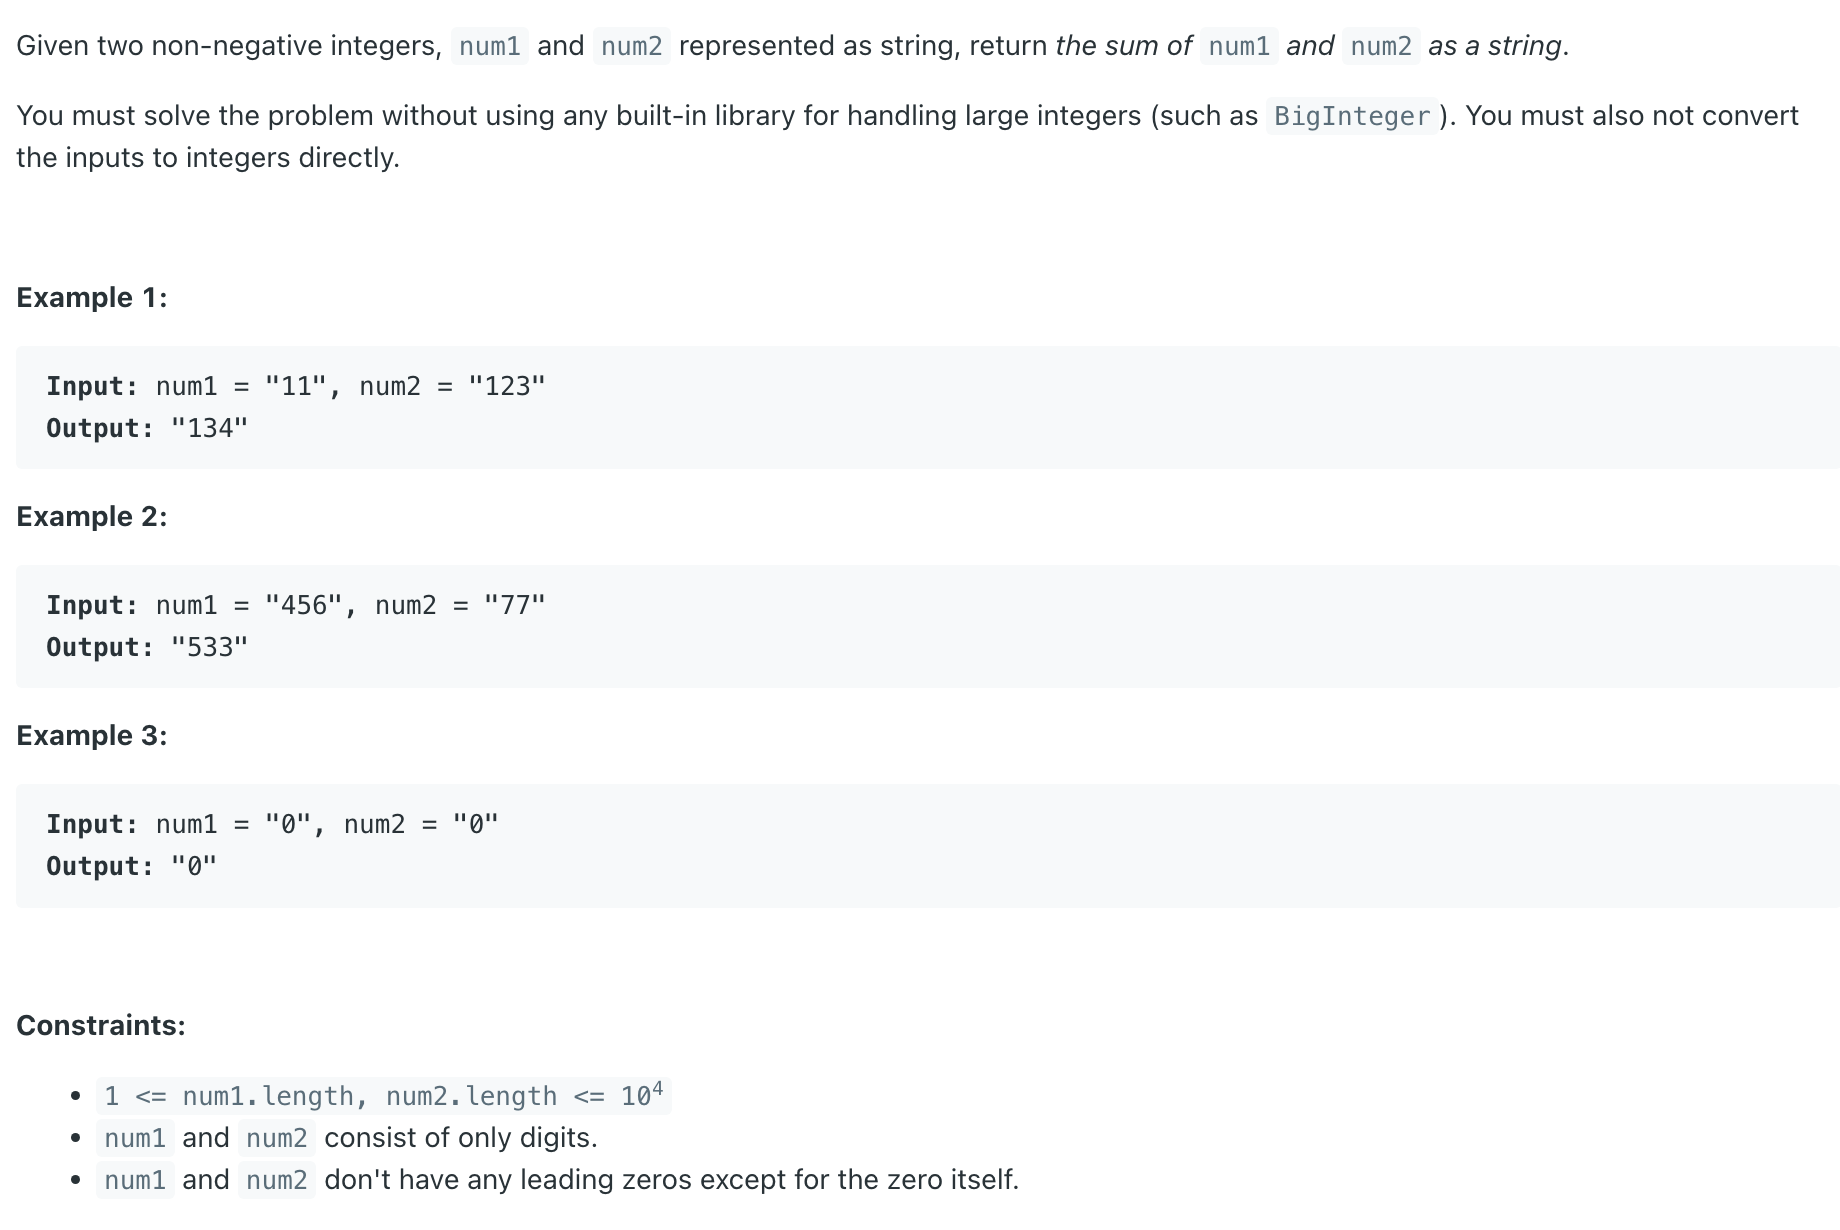 Given two non-negative integers, num1 and num2 represented as string, return the sum of num1 and num2 as a string.
You must solve the problem without using any built-in library for handling large integers (such as BigInteger). You must also not convert
the inputs to integers directly.
Example 1:
Input: num1 = "11", num2 = "123"
Output: "134"
Example 2:
Input: num1 = "456", num2 = "77"
Output: "533"
Example 3:
Input: num1 = "0", num2 = "0"
Output: "0"
Constraints:
• 1 <= num1.length, num2.length <= 10⁴
• num1 and num2 consist of only digits.
• num1 and num2 don't have any leading zeros except for the zero itself.